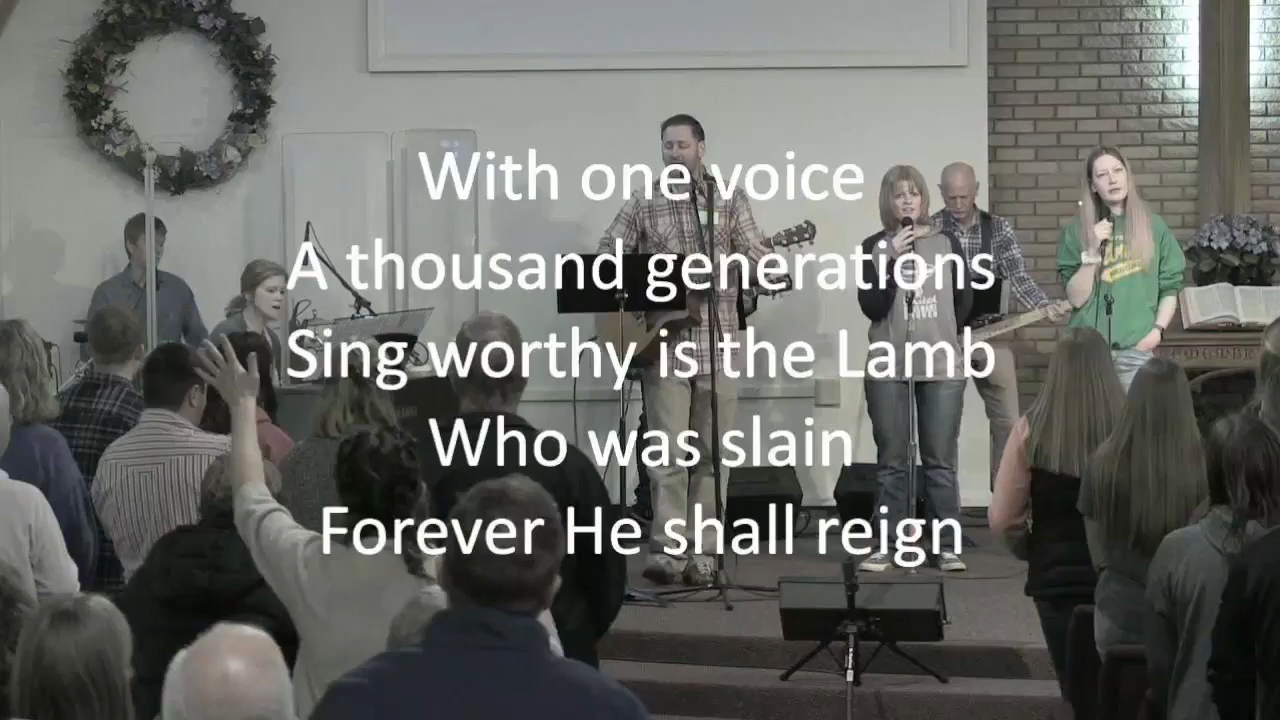 With one voice
A thousand generations
Sing worthy is the Lamb
Who was slain
Forever He shall reign